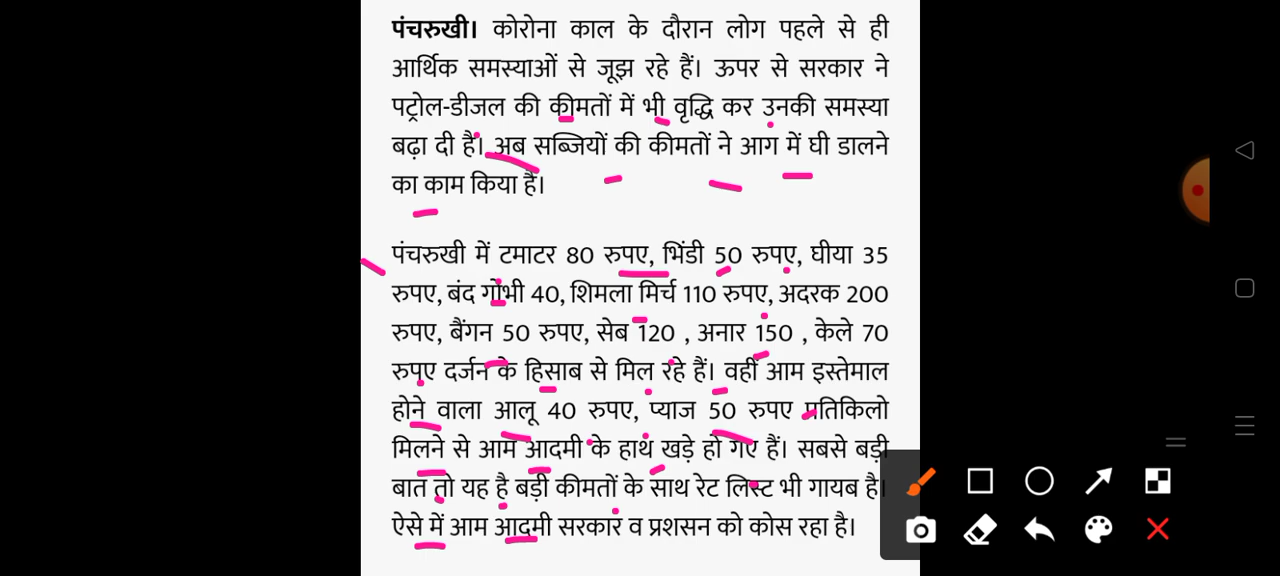 पंचरुखी। कोरोना काल के दौरान लोग पहले से ही
आर्थिक समस्याओं से जूझ रहे हैं। ऊपर से सरकार ने
पट्रोल-डीजल की कीमतों में भी वृद्धि कर उनकी समस्या
बढ़ा दी है। अब सब्जियों की कीमतों ने आग में घी डालने
का काम किया है।
पंचरुखी में टमाटर 80 रुपए, भिंडी 50 रुपए, घीया 35
रुपए, बंद गोभी 40, शिमला मिर्च 110 रुपए, अदरक 200
रुपए, बैंगन 50 रुपए, सेब 120 , अनार 150 , केले 70
रुपए दर्जन के हिसाब से मिल रहे हैं। वहीं आम इस्तेमाल
होने वाला आलू 40 रुपए, प्याज 50 रुपए प्रतिकिलो
मिलने से आम आदमी के हाथ खड़े हो गए हैं। सबसे बड़ी
बात तो यह है बड़ी कीमतों के साथ रेट लिस्ट भी गायब है।
ऐसे में आम आदमी सरकार व प्रशसन को कोस रहा है।